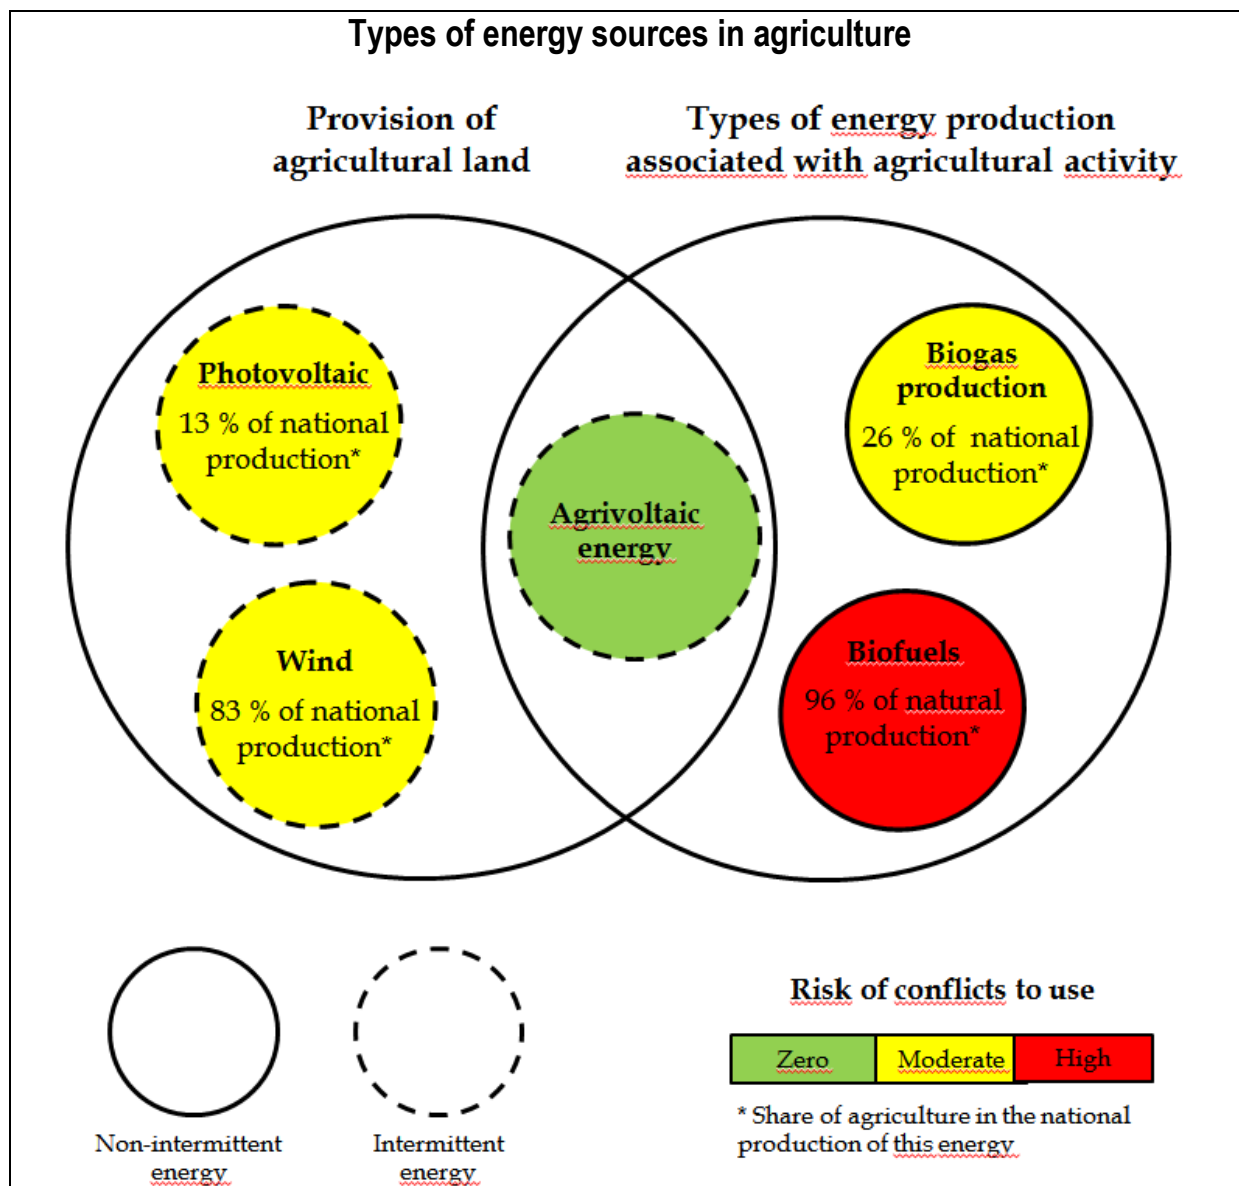 Types of energy sources in agriculture
Provision of
agricultural land
Types of energy production
associated with agricultural activity
Photovoltaic
13 % of national
production*
Biogas
production
26 % of national
production*
Agrivoltaic
energy
Wind
83 % of national
production*
Biofuels
96 % of natural
production*
Non-intermittent
energy
Intermittent
energy
Risk of conflicts to use
Zero
Moderate
High
* Share of agriculture in the national
production of this energy